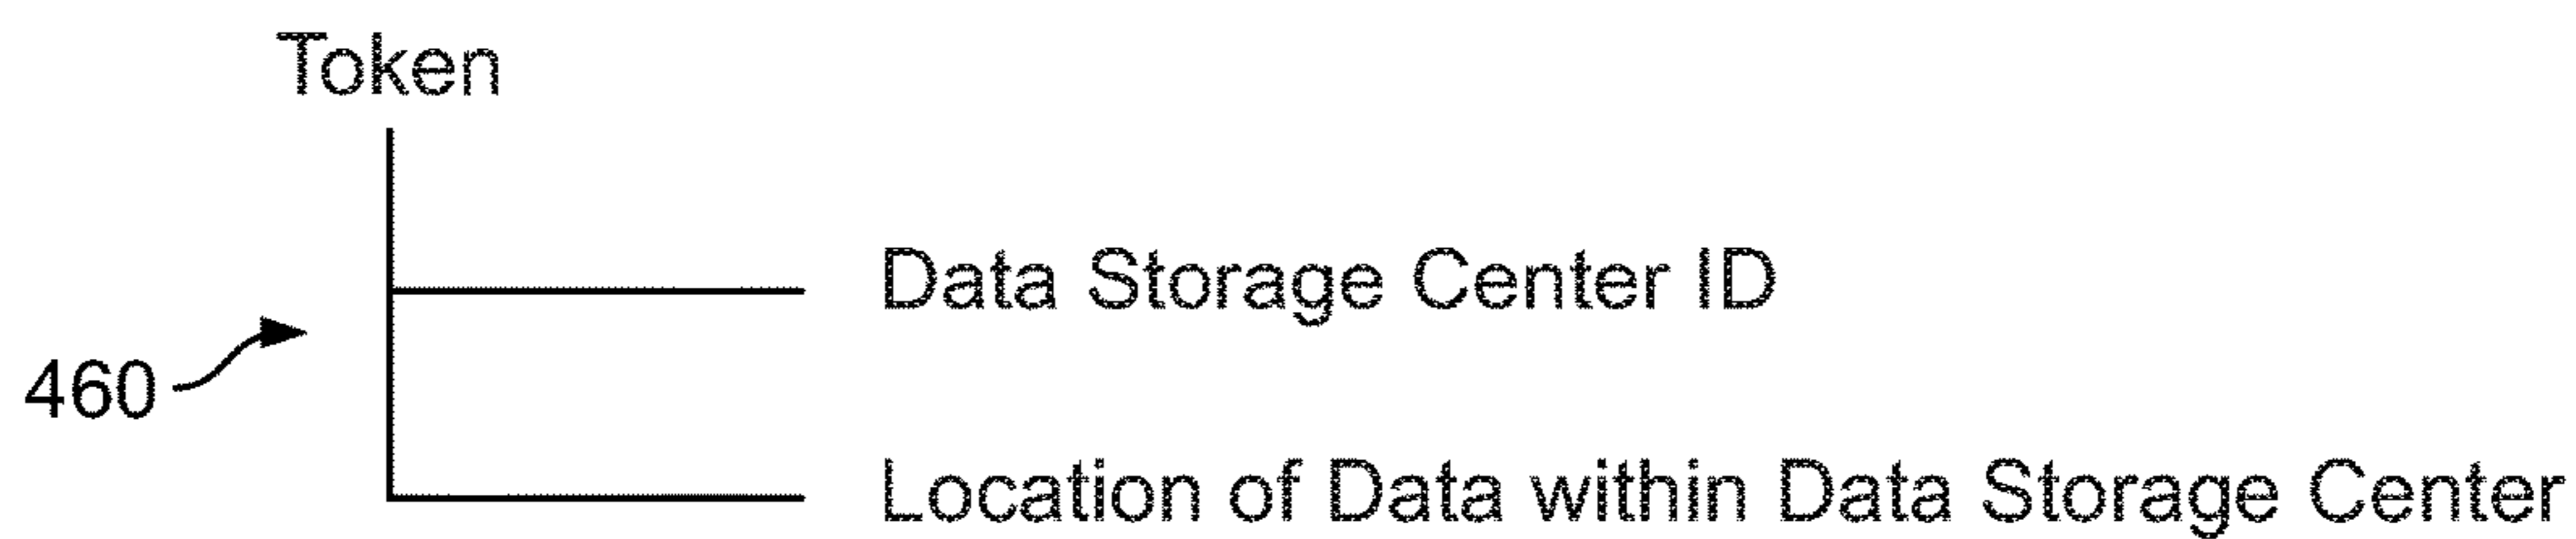 Token
Data Storage Center ID
460
Location of Data within Data Storage Center